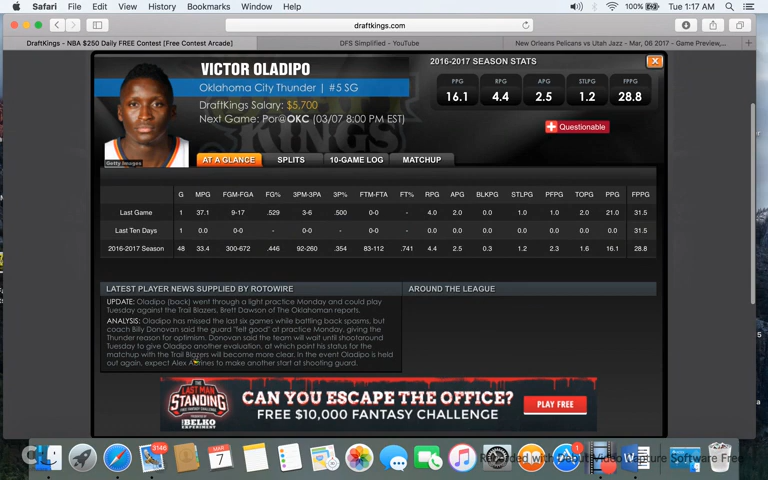 Safari File Edit View History Bookmarks Window Help 100% Tue 1:17 AM
draftkings.com
DraftKings - NBA $250 Daily FREE Contest [Free Contest Arcade] DFS Simplified - YouTube New Orleans Pelicans vs Utah Jazz - Mar, 06 2017 - Game Preview,... +
VICTOR OLADIPO
Oklahoma City Thunder | #5 SG
DraftKings Salary: $5,700
Next Game: Por@OKC (03/07 8:00 PM EST)
Getty Images
2016-2017 SEASON STATS
X
PPG RPG APG STLPG FPPG
16.1 4.4 2.5 1.2 28.8
Questionable
AT-A-GLANCE SPLITS 10-GAME LOG MATCHUP
G MPG FGM-FGA FG% 3PM-3PA 3P% FTM-FTA FT% RPG APG BLKPG STLPG PFPG TOPG PPG FPPG
Last Game 1 37.1 9-17 .529 3-6 .500 0-0 - 4.0 2.0 0.0 1.0 1.0 2.0 21.0 31.5
Last Ten Days 1 0.0 0-0 - 0-0 - 0-0 - 0.0 0.0 0.0 0.0 0.0 0.0 0.0 31.5
2016-2017 Season 48 33.4 300-672 .446 92-260 .354 83-112 .741 4.4 2.5 0.3 1.2 2.3 1.6 16.1 28.8
LATEST PLAYER NEWS SUPPLIED BY ROTOWIRE
UPDATE: Oladipo (back) went through a light practice Monday and could play
Tuesday against the Trail Blazers, Brett Dawson of The Oklahoman reports.
ANALYSIS: Oladipo has missed the last six games while battling back spasms, but
coach Billy Donovan said the guard "felt good" at practice Monday, giving the
Thunder reason for optimism. Donovan said the team will wait until shootaround
Tuesday to give Oladipo another evaluation, at which point his status for the
matchup with the Trail Blazers will become more clear. In the event Oladipo is held
out again, expect Alex Abrines to make another start at shooting guard.
AROUND THE LEAGUE
THE
LAST MAN
STANDING
FREE FANTASY CHALLENGE
THE BELKO
EXPERIMENT
CAN YOU ESCAPE THE OFFICE?
FREE $10,000 FANTASY CHALLENGE
PLAY FREE
3146
MAR
7
1
Recorded with Debut Video Capture Software Free